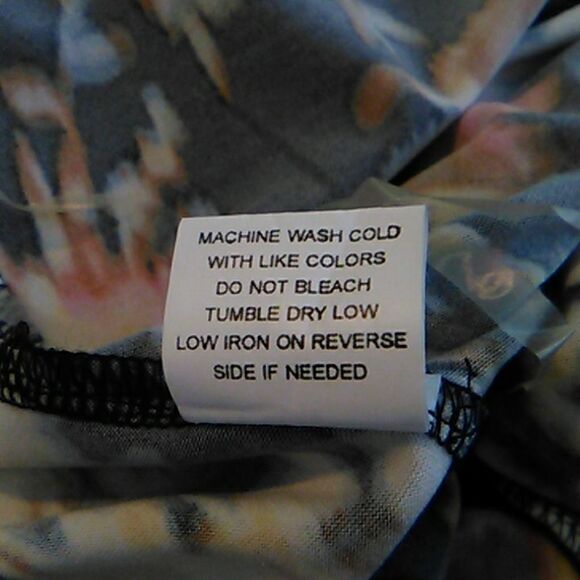 MACHINE WASH COLD
WITH LIKE COLORS
DO NOT BLEACH
TUMBLE DRY LOW
LOW IRON ON REVERSE
SIDE IF NEEDED